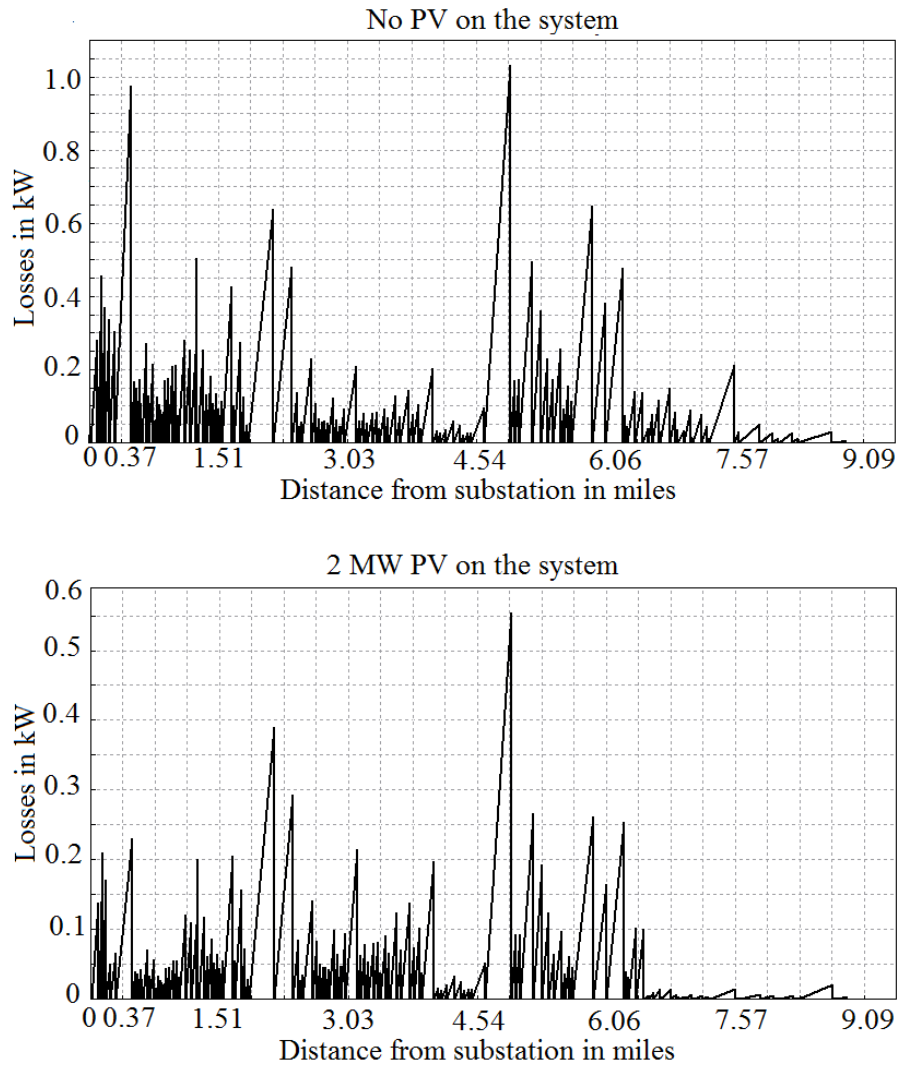 No PV on the system
1.0
0.8
0.6
0.4
0.2
0
Losses in kW
0 0.37 1.51 3.03 4.54 6.06 7.57 9.09
Distance from substation in miles
2 MW PV on the system
0.6
0.5
0.4
0.3
0.2
0.1
0
Losses in kW
0 0.37 1.51 3.03 4.54 6.06 7.57 9.09
Distance from substation in miles